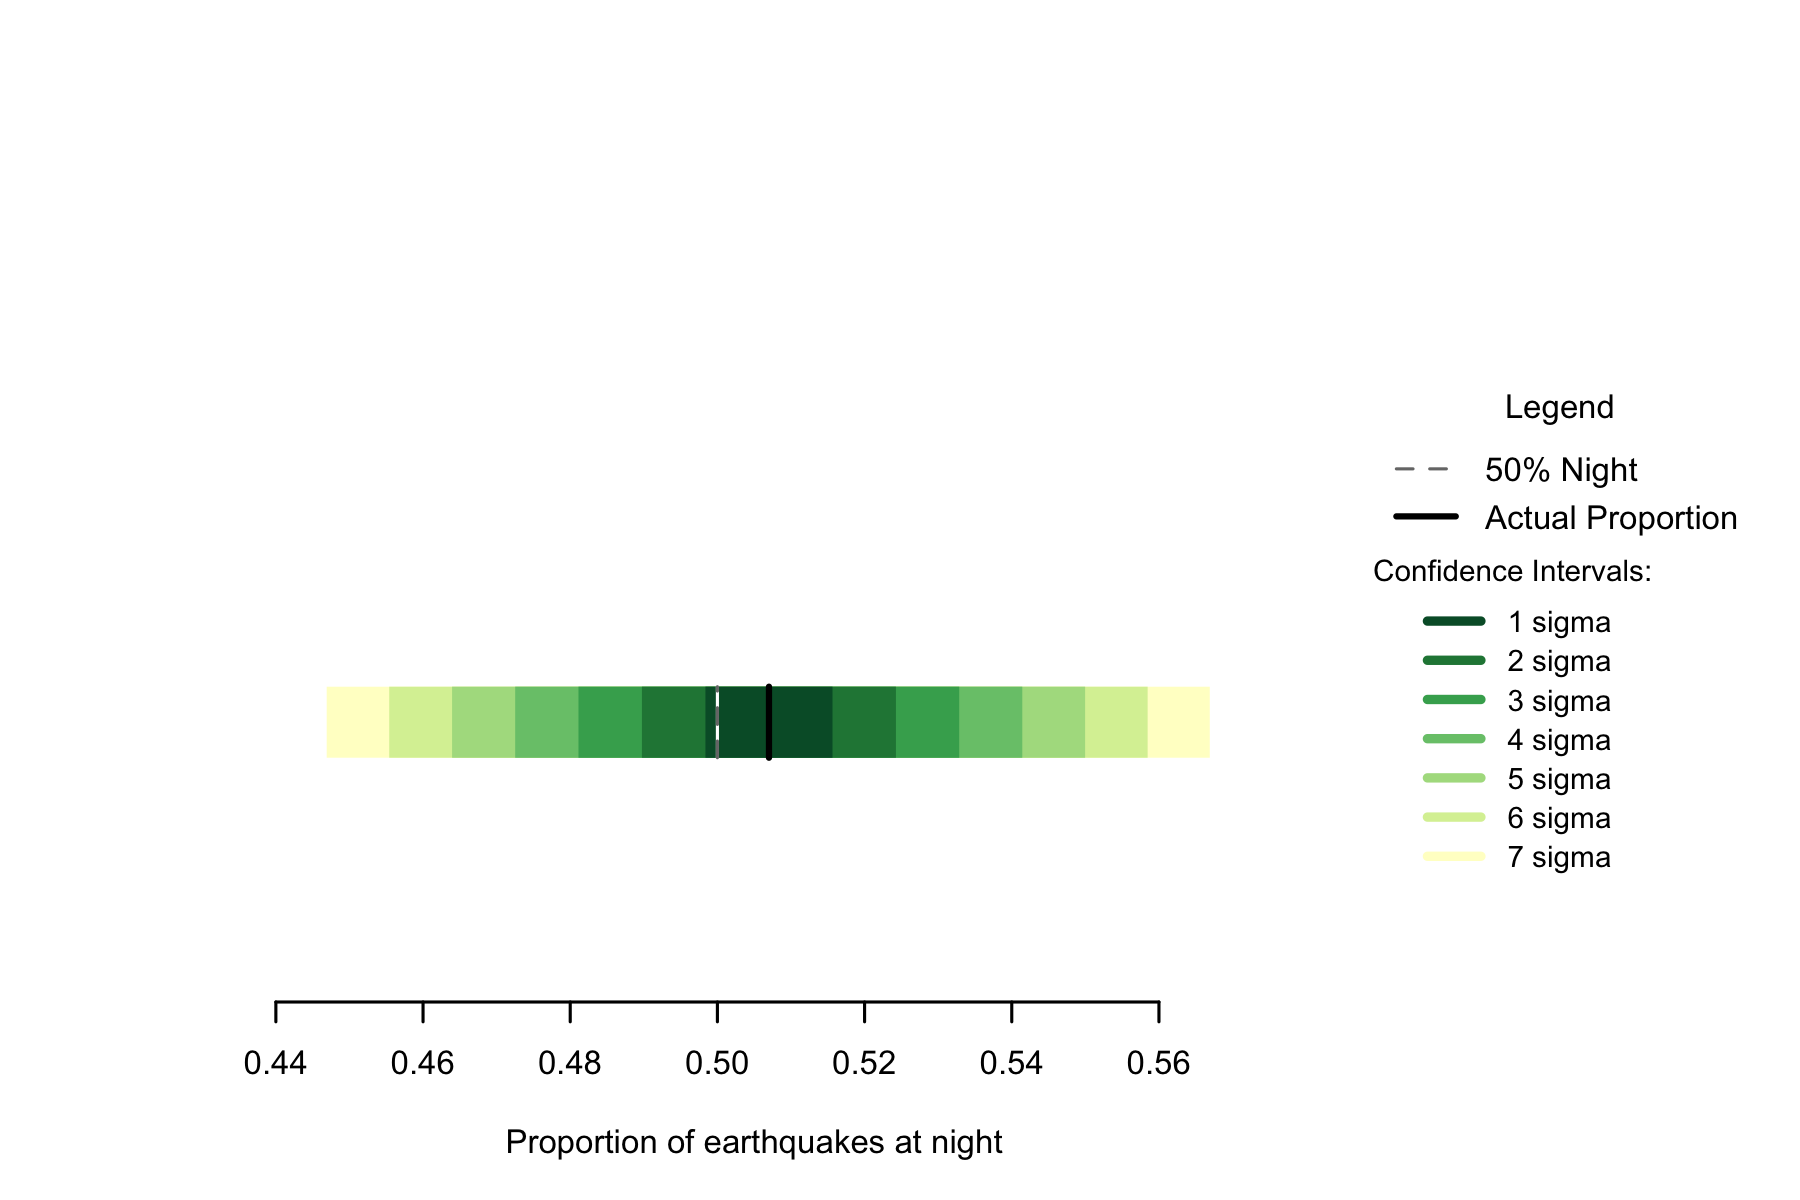 Legend
50% Night
Actual Proportion
Confidence Intervals:
1 sigma
2 sigma
3 sigma
4 sigma
5 sigma
6 sigma
7 sigma
0.44 0.46 0.48 0.50 0.52 0.54 0.56
Proportion of earthquakes at night